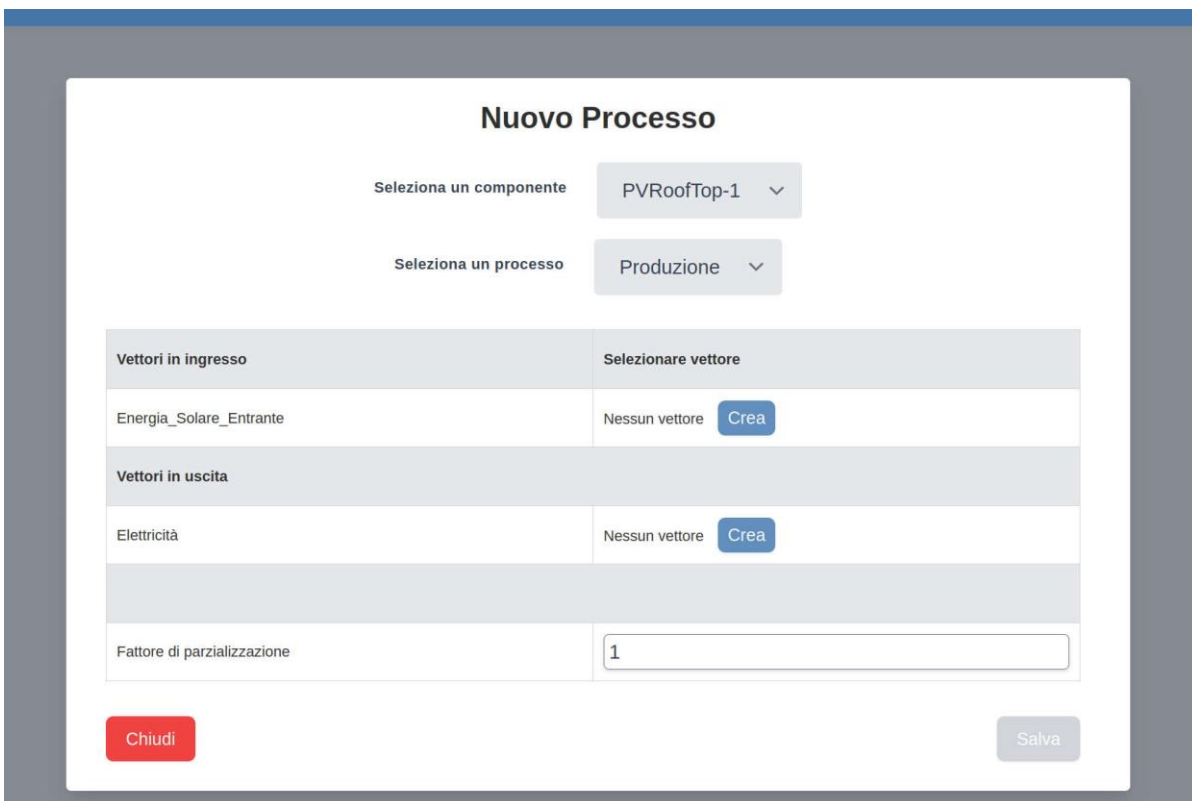 Nuovo Processo
Seleziona un componente PVRoofTop-1
Seleziona un processo Produzione
Vettori in ingresso Selezionare vettore
Energia_Solare_Entrante Nessun vettore Crea
Vettori in uscita
Elettricità Nessun vettore Crea
Fattore di parzializzazione 1
Chiudi Salva